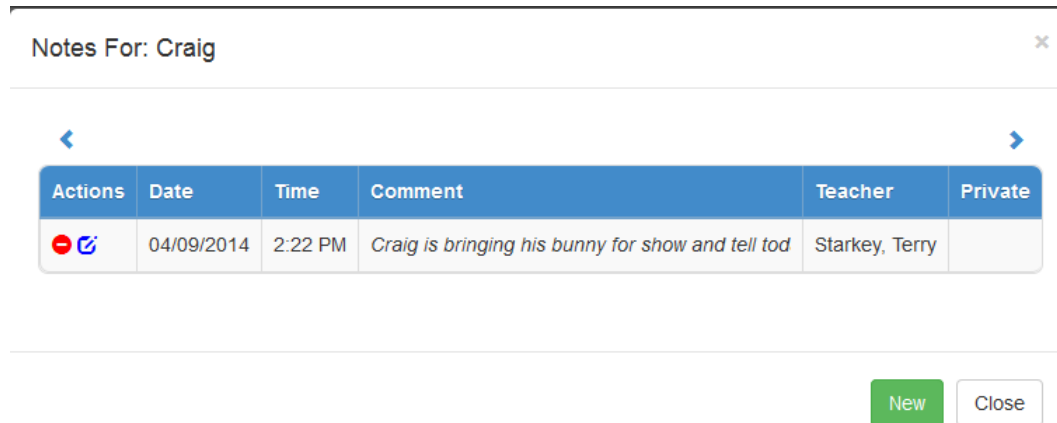 Notes For: Craig ×
Actions Date Time Comment Teacher Private
04/09/2014 2:22 PM Craig is bringing his bunny for show and tell tod Starkey, Terry
New Close